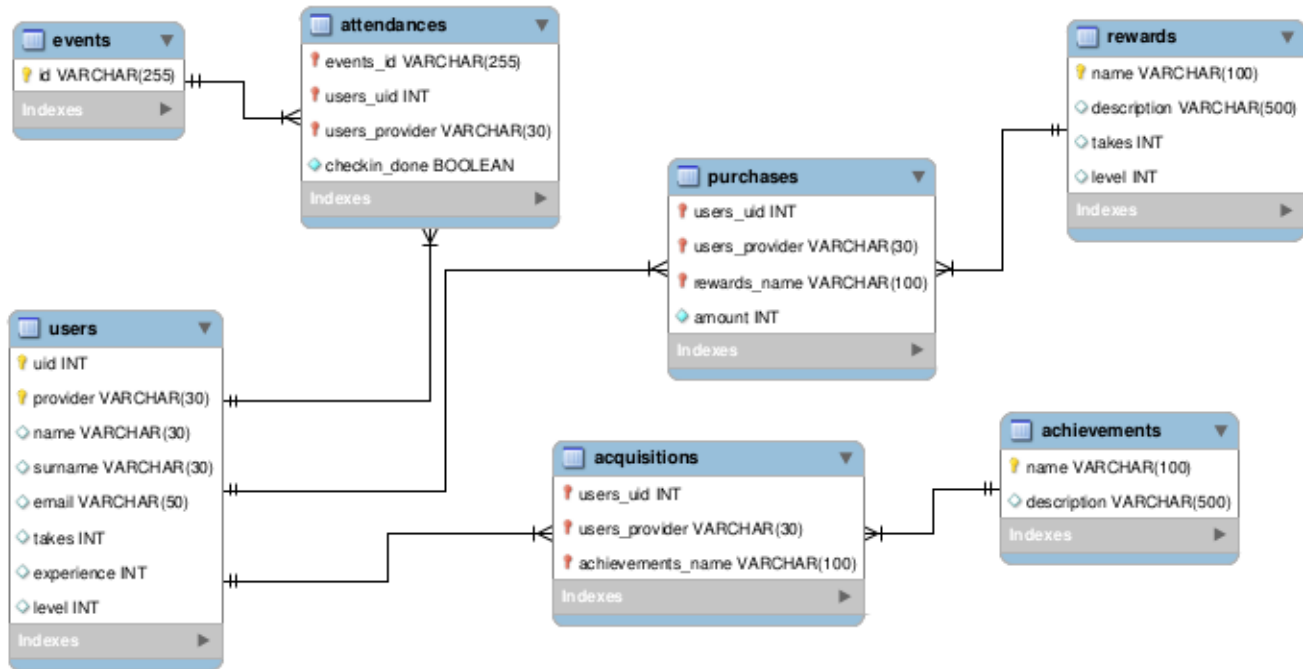 events
id VARCHAR(255)
Indexes
attendances
events_id VARCHAR(255)
users_uid INT
users_provider VARCHAR(30)
checkin_done BOOLEAN
Indexes
rewards
name VARCHAR(100)
description VARCHAR(500)
takes INT
level INT
Indexes
purchases
users_uid INT
users_provider VARCHAR(30)
rewards_name VARCHAR(100)
amount INT
Indexes
users
uid INT
provider VARCHAR(30)
name VARCHAR(30)
surname VARCHAR(30)
email VARCHAR(50)
takes INT
experience INT
level INT
Indexes
acquisitions
users_uid INT
users_provider VARCHAR(30)
achievements_name VARCHAR(100)
Indexes
achievements
name VARCHAR(100)
description VARCHAR(500)
Indexes